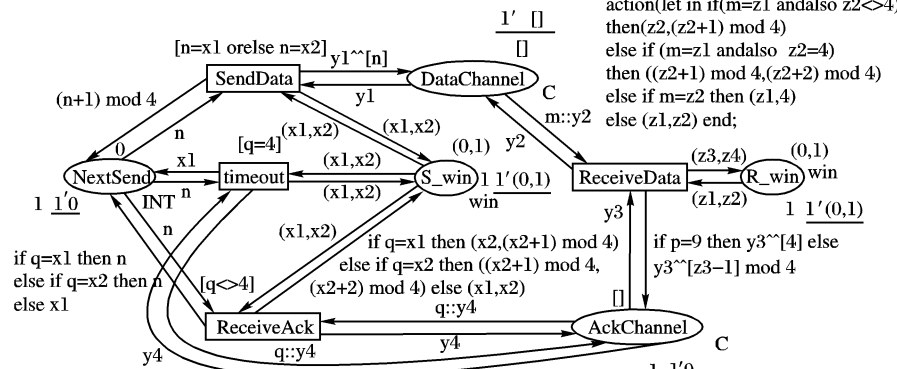 1` []
[]
action(let in if(m=z1 andalso z2<>4)
then(z2,(z2+1) mod 4)
else if (m=z1 andalso z2=4)
then ((z2+1) mod 4,(z2+2) mod 4)
else if m=z2 then (z1,4)
else (z1,z2) end;
[n=x1 orelse n=x2]
y1^^[n]
SendData
DataChannel
C
y1
(n+1) mod 4
n
(x1,x2)
(x1,x2)
m::y2
y2
0
[q=4]
(0,1)
(0,1)
x1
(x1,x2)
(z3,z4)
NextSend
timeout
S_win
1 1`(0,1)
win
ReceiveData
R_win
win
INT
n
(x1,x2)
(z1,z2)
1 1`0
1 1`(0,1)
n
(x1,x2)
y3
if q=x1 then n
else if q=x2 then n
else x1
[q<>4]
if q=x1 then (x2,(x2+1) mod 4)
else if q=x2 then ((x2+1) mod 4,
(x2+2) mod 4) else (x1,x2)
if p=9 then y3^^[4] else
y3^^[z3-1] mod 4
[]
q::y4
ReceiveAck
AckChannel
C
y4
q::y4
y4
1 1`0